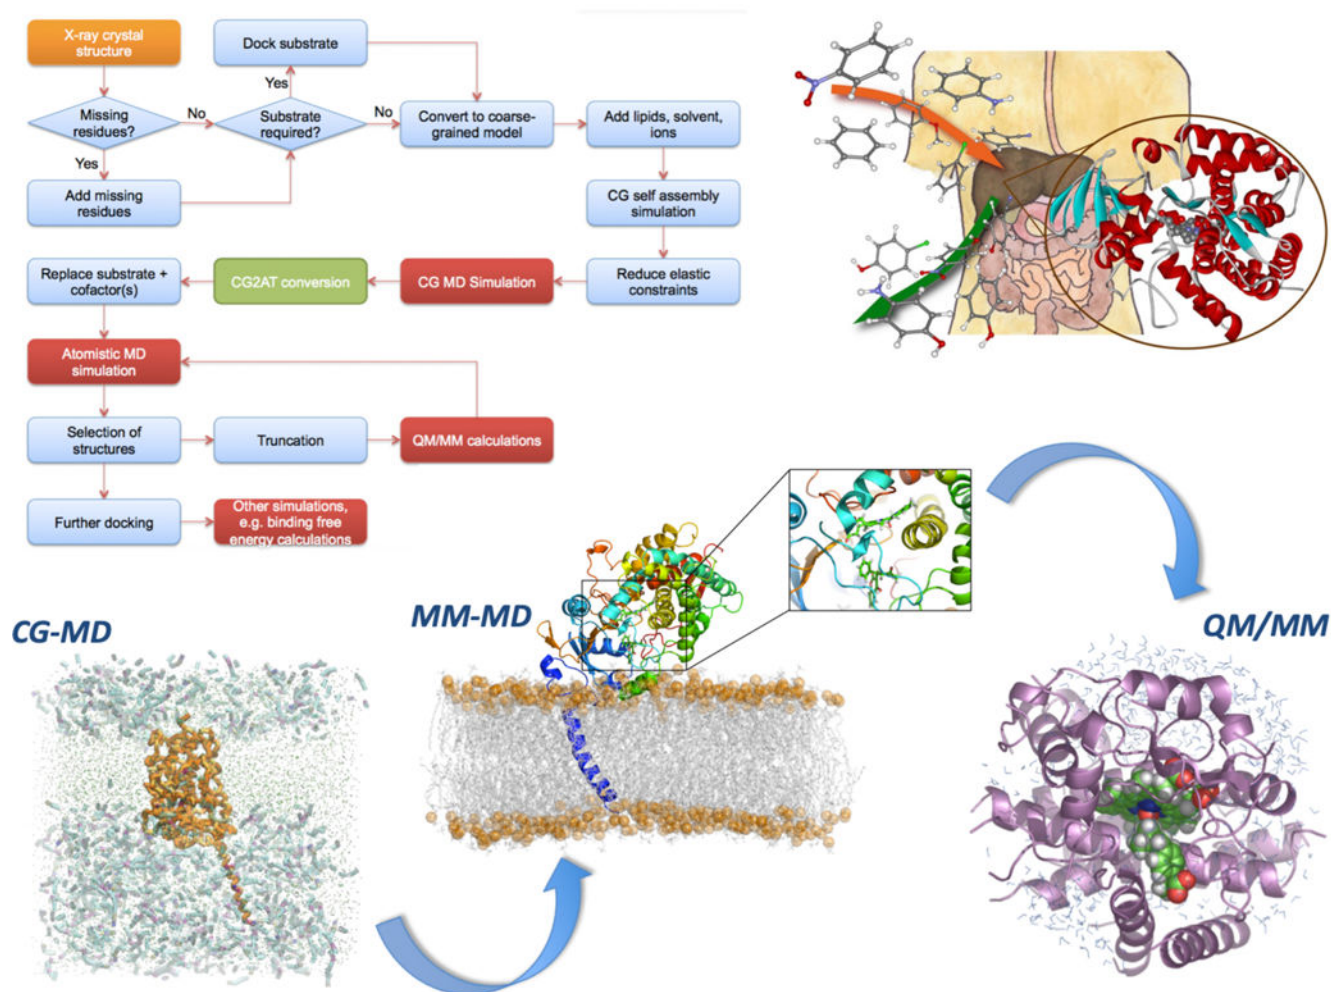 X-ray crystal
structure
Dock substrate
Yes
Missing
residues?
No
Substrate
required?
No
Convert to coarse-
grained model
Add lipids, solvent,
ions
Yes
Add missing
residues
CG self assembly
simulation
Replace substrate +
cofactor(s)
CG2AT conversion
CG MD Simulation
Reduce elastic
constraints
Atomistic MD
simulation
Selection of
structures
Truncation
QM/MM calculations
Further docking
Other simulations,
e.g. binding free
energy calculations
CG-MD
MM-MD
QM/MM